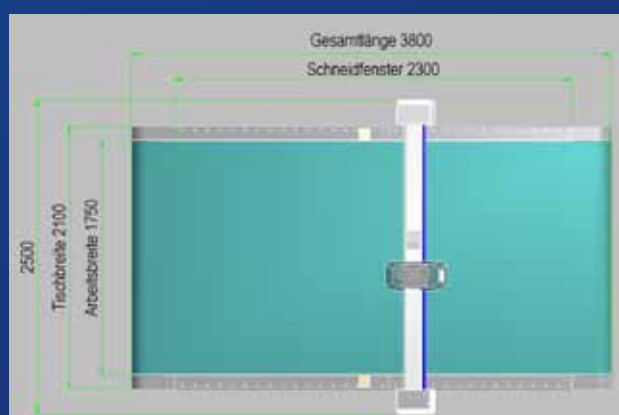 Gesamtlänge 3800
Schneidfenster 2300
2500
Tischbreite 2100
Arbeitsbreite 1750